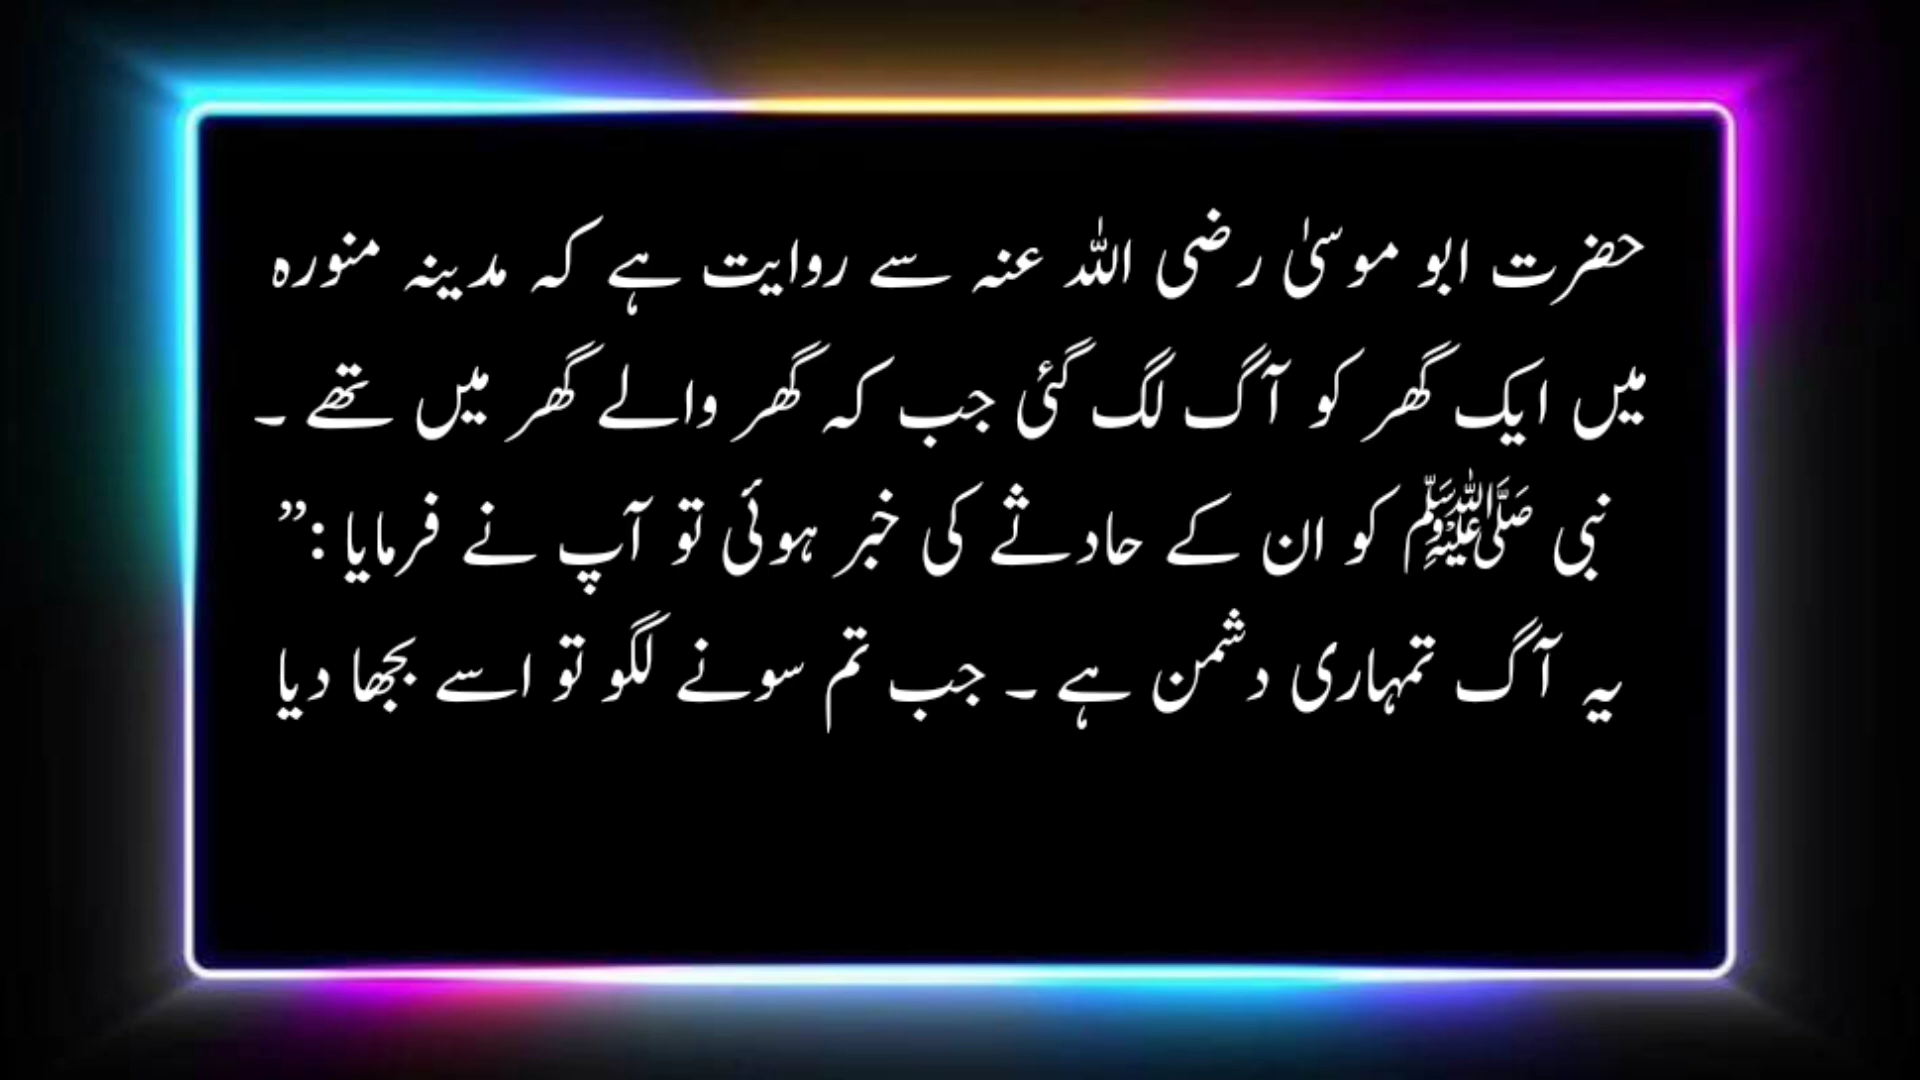 حضرت ابو موسیٰ رضی اللہ عنہ سے روایت ہے کہ مدینہ منورہ
میں ایک گھر کو آگ لگ گئی جب کہ گھر والے گھر میں تھے ۔
نبی ﷺ کو ان کے حادثے کی خبر ہوئی تو آپ نے فرمایا :”
یہ آگ تمہاری دشمن ہے ۔ جب تم سونے لگو تو اسے بجھا دیا